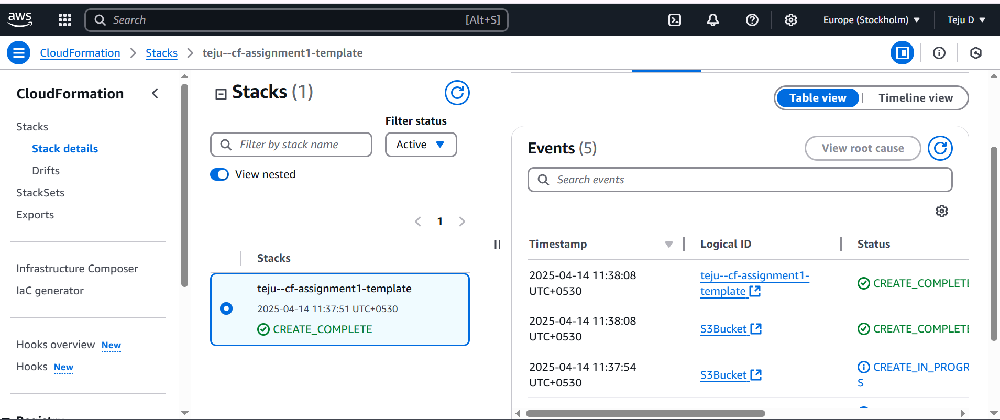 aws
Search [Alt+S]
Europe (Stockholm)
Teju D
CloudFormation
Stacks
teju--cf-assignment1-template
CloudFormation
Stacks
Stack details
Drifts
StackSets
Exports
Infrastructure Composer
IaC generator
Hooks overview New
Hooks New
Registry
Stacks (1)
Filter status
Filter by stack name
Active
View nested
1
Stacks
teju--cf-assignment1-template
2025-04-14 11:37:51 UTC+0530
CREATE_COMPLETE
Table view
Timeline view
Events (5)
View root cause
Search events
Timestamp
Logical ID
Status
2025-04-14 11:38:08
UTC+0530
teju--cf-assignment1-
template
CREATE_COMPLETE
2025-04-14 11:38:08
UTC+0530
S3Bucket
CREATE_COMPLETE
2025-04-14 11:37:54
UTC+0530
S3Bucket
CREATE_IN_PROGR
S